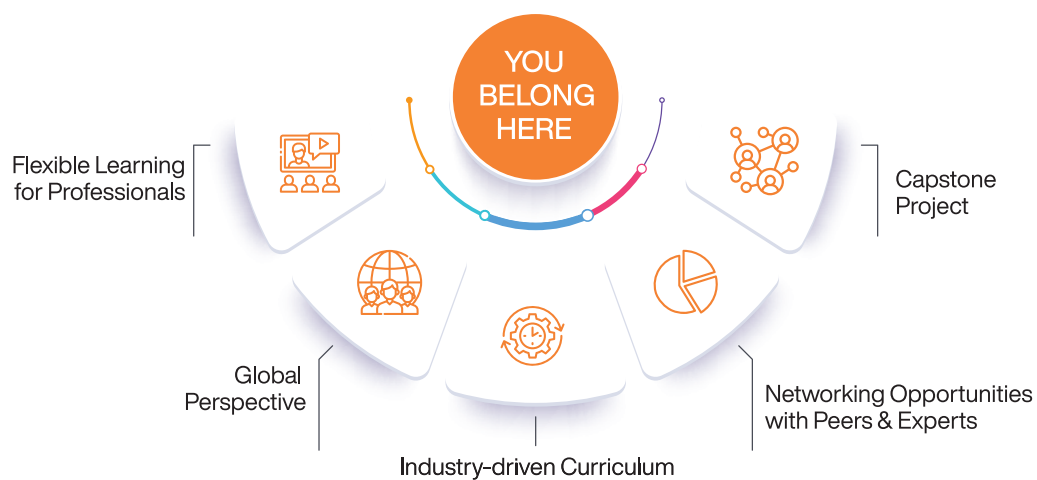 YOU
BELONG
HERE
Flexible Learning
for Professionals
Global
Perspective
Industry-driven Curriculum
Networking Opportunities
with Peers & Experts
Capstone
Project